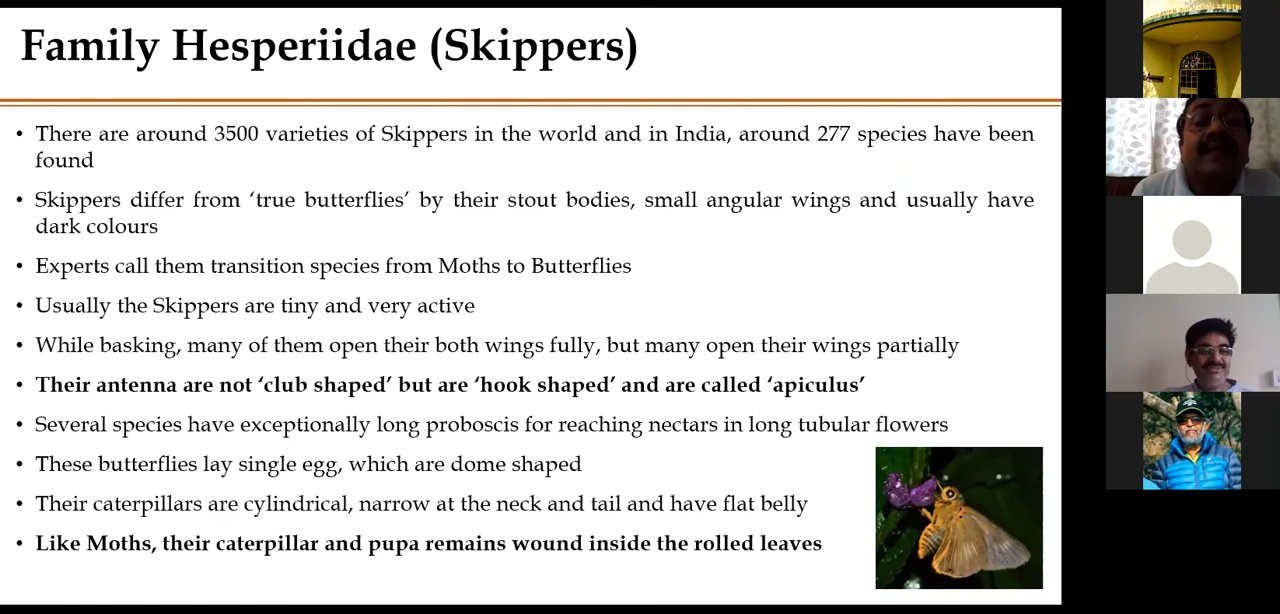 Family Hesperiidae (Skippers)
• There are around 3500 varieties of Skippers in the world and in India, around 277 species have been
found
• Skippers differ from ‘true butterflies’ by their stout bodies, small angular wings and usually have
dark colours
• Experts call them transition species from Moths to Butterflies
• Usually the Skippers are tiny and very active
• While basking, many of them open their both wings fully, but many open their wings partially
• Their antenna are not ‘club shaped’ but are ‘hook shaped’ and are called ‘apiculus’
• Several species have exceptionally long proboscis for reaching nectars in long tubular flowers
• These butterflies lay single egg, which are dome shaped
• Their caterpillars are cylindrical, narrow at the neck and tail and have flat belly
• Like Moths, their caterpillar and pupa remains wound inside the rolled leaves